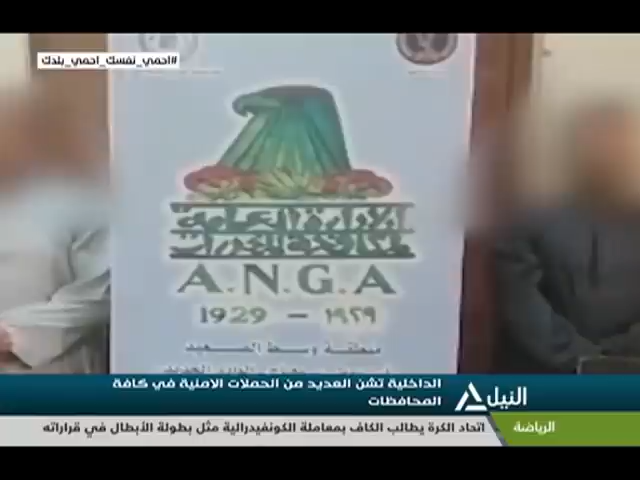 #احمي_نفسك_احمي_بلدك
الإدارة العامة
لمكافحة المخدرات
A.N.G.A
1929 – ١٩٢٩
منطقة وسط الصعيد
الداخلية تشن العديد من الحملات الامنية في كافة
المحافظات
النيل
الرياضة
اتحاد الكرة يطالب الكاف بمعاملة الكونفيدرالية مثل بطولة الأبطال في قراراته